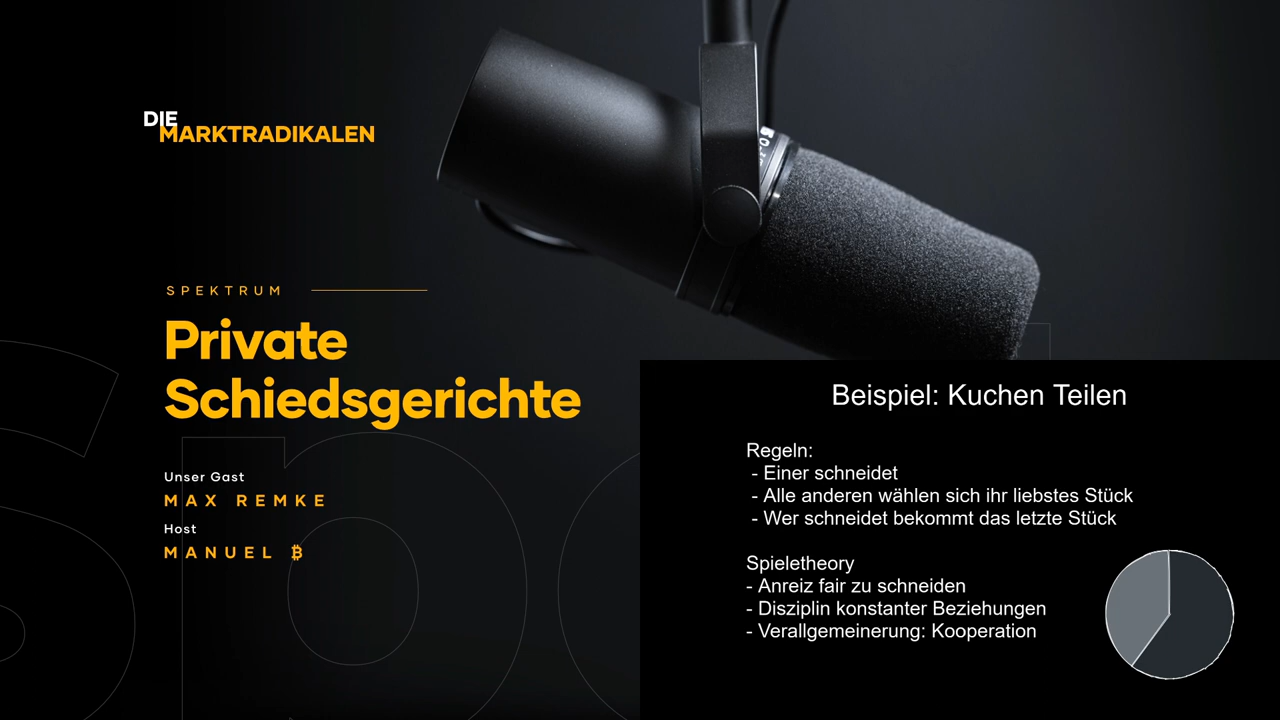 DIE
MARKTRADIKALEN
SPEKTRUM
Private
Schiedsgerichte
Unser Gast
MAX REMKE
Host
MANUEL ₿
Beispiel: Kuchen Teilen
Regeln:
- Einer schneidet
- Alle anderen wählen sich ihr liebstes Stück
- Wer schneidet bekommt das letzte Stück
Spieletheory
- Anreiz fair zu schneiden
- Disziplin konstanter Beziehungen
- Verallgemeinerung: Kooperation